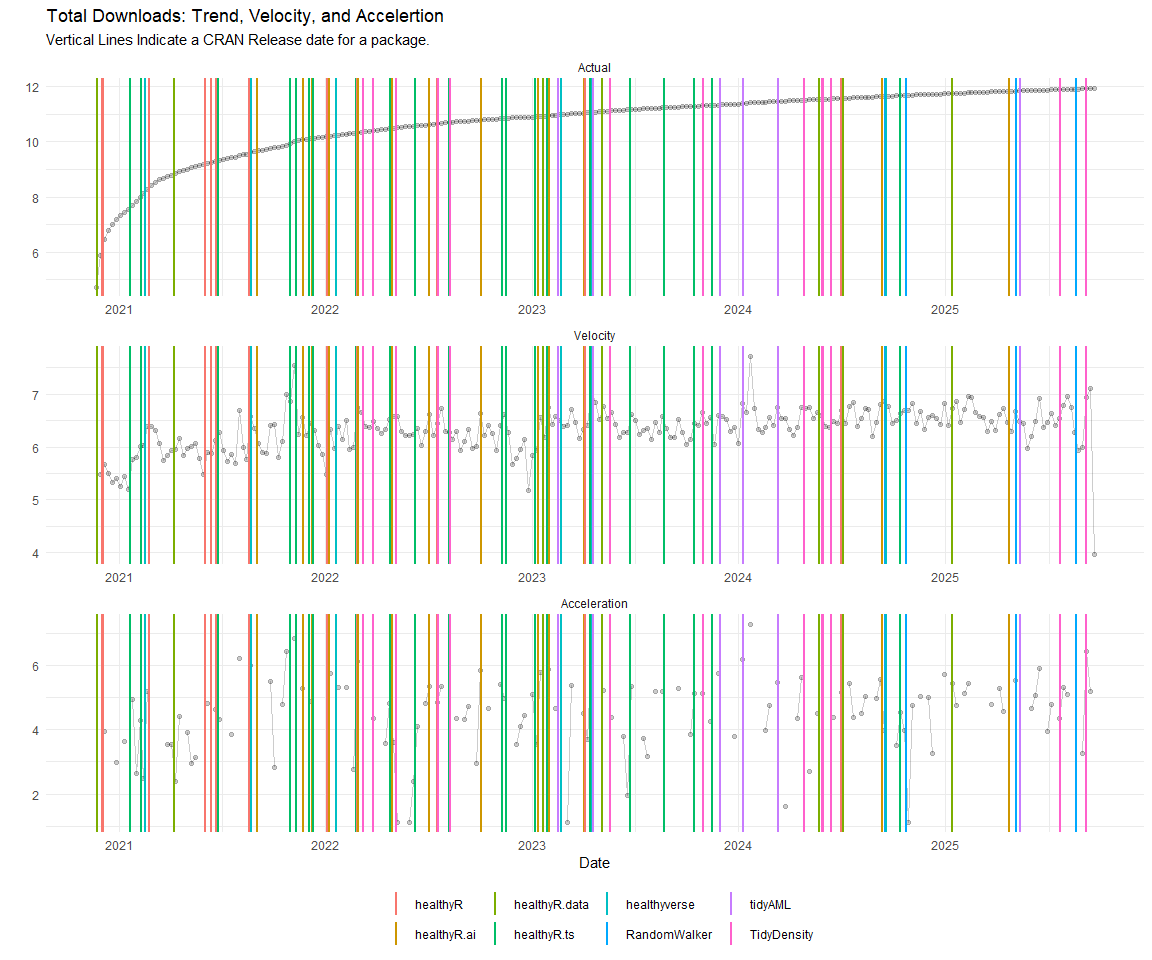 Total Downloads: Trend, Velocity, and Accelertion
Vertical Lines Indicate a CRAN Release date for a package.
Actual
12
10
8
6
2021 2022 2023 2024 2025
Velocity
7
6
5
4
2021 2022 2023 2024 2025
Acceleration
6
4
2
2021 2022 2023 2024 2025
Date
healthyR healthyR.data healthyverse tidyAML
healthyR.ai healthyR.ts RandomWalker TidyDensity